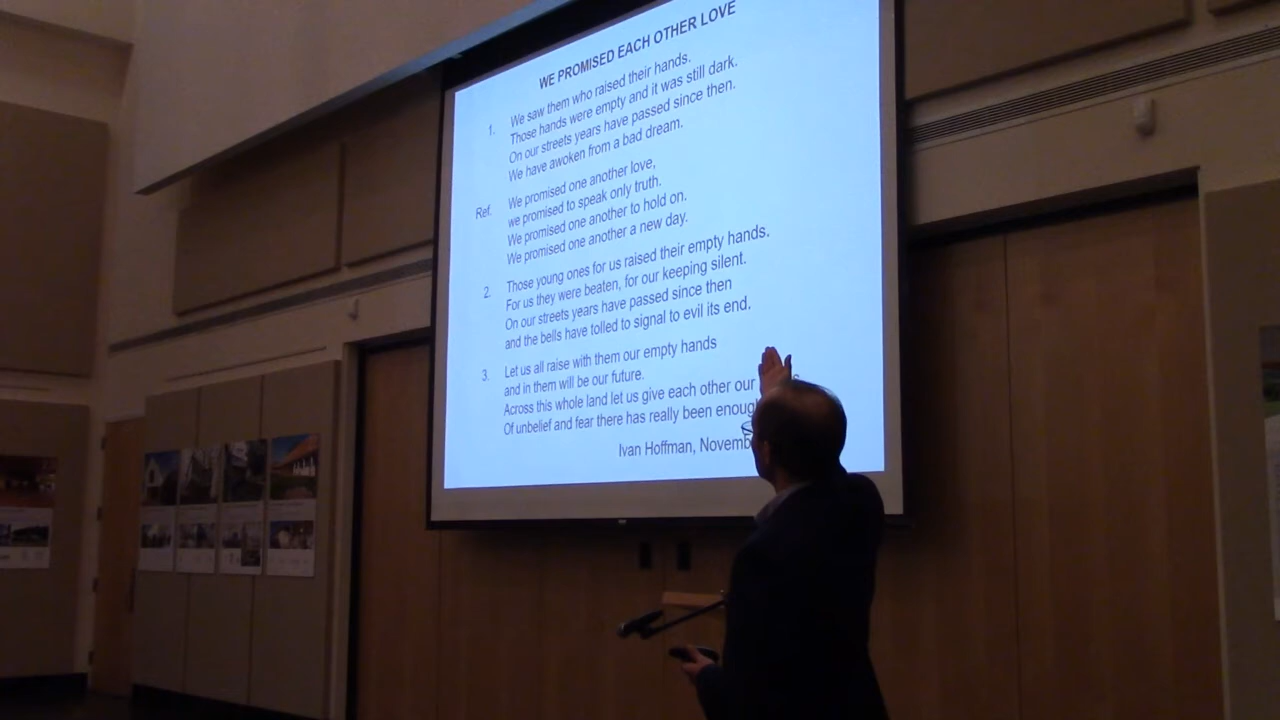 WE PROMISED EACH OTHER LOVE
1. We saw them who raised their hands.
Those hands were empty and it was still dark.
On our streets years have passed since then.
We have awoken from a bad dream.
Ref. We promised one another love,
we promised to speak only truth.
We promised one another to hold on.
We promised one another a new day.
2. Those young ones for us raised their empty hands.
For us they were beaten, for our keeping silent.
On our streets years have passed since then
and the bells have tolled to signal to evil its end.
3. Let us all raise with them our empty hands
and in them will be our future.
Across this whole land let us give each other our
Of unbelief and fear there has really been
Ivan Hoffman,